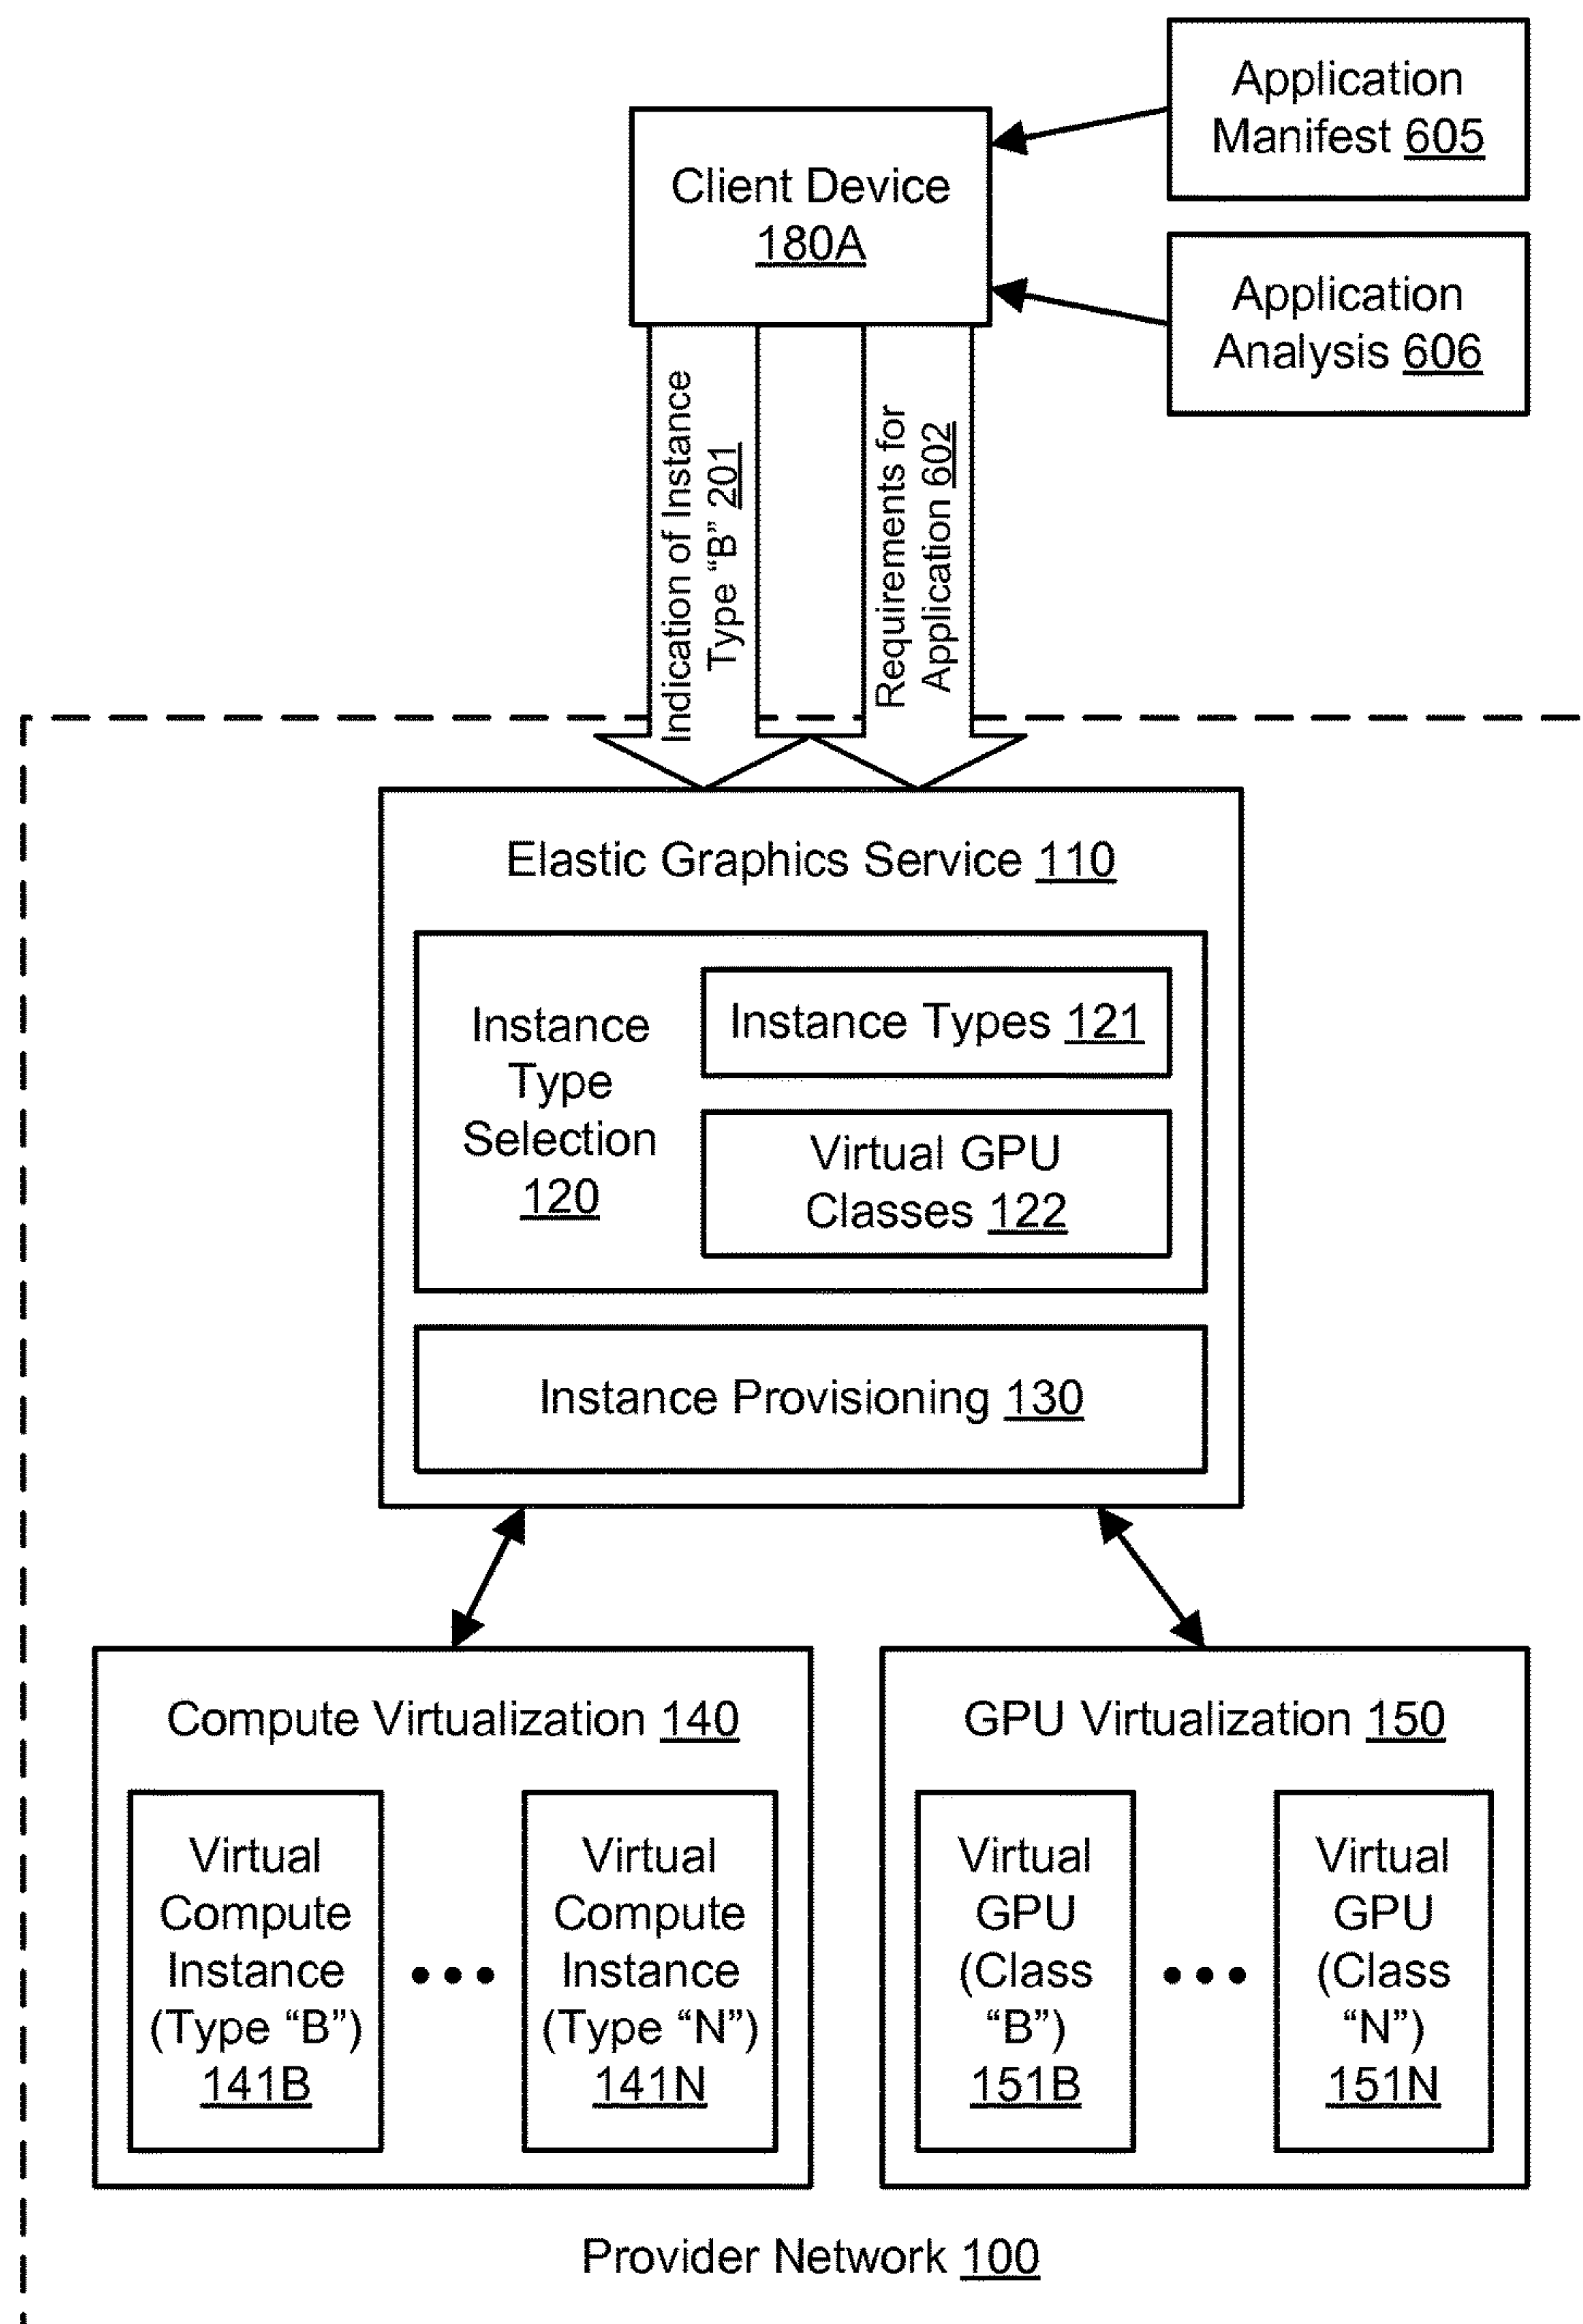 Application
Manifest 605
Client Device
180A
Application
Analysis 606
Indication of Instance
Type “B” 201
Requirements for
Application 602
Elastic Graphics Service 110
Instance
Type
Selection
120
Instance Types 121
Virtual GPU
Classes 122
Instance Provisioning 130
Compute Virtualization 140
Virtual
Compute
Instance
(Type “B”)
141B
Virtual
Compute
Instance
(Type “N”)
141N
GPU Virtualization 150
Virtual
GPU
(Class
“B”)
151B
Virtual
GPU
(Class
“N”)
151N
Provider Network 100